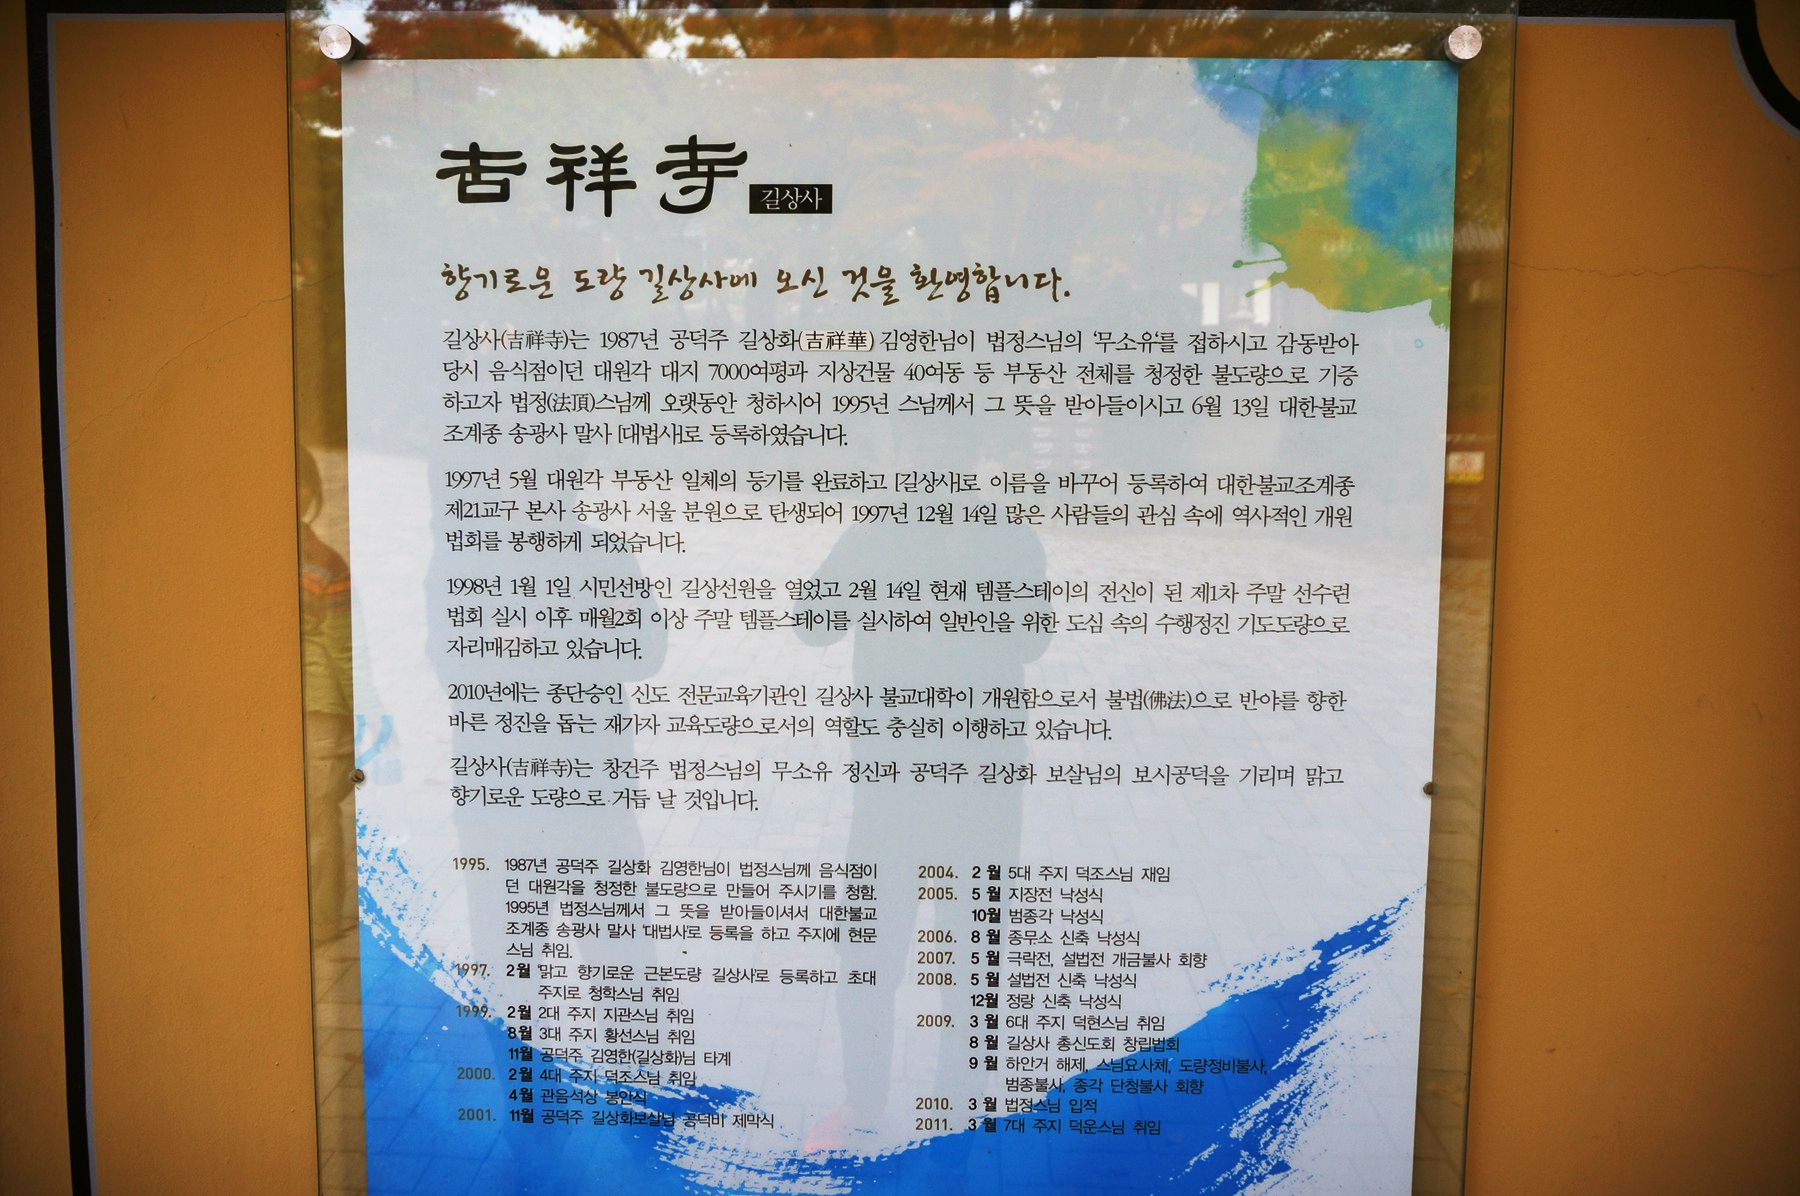 吉祥寺 길상사
향기로운 도량 길상사에 오신 것을 환영합니다.
길상사(吉祥寺)는 1987년 공덕주 길상화(吉祥華) 김영한님이 법정스님의 '무소유'를 접하시고 감동받아
당시 음식점이던 대원각 대지 7000여평과 지상건물 40여동 등 부동산 전체를 청정한 불도량으로 기증
하고자 법정(法頂)스님께 오랫동안 청하시어 1995년 스님께서 그 뜻을 받아들이시고 6월 13일 대한불교
조계종 송광사 말사 [대법사]로 등록하였습니다.
1997년 5월 대원각 부동산 일체의 등기를 완료하고 [길상사]로 이름을 바꾸어 등록하여 대한불교조계종
제21교구 본사 송광사 서울 분원으로 탄생되어 1997년 12월 14일 많은 사람들의 관심 속에 역사적인 개원
법회를 봉행하게 되었습니다.
1998년 1월 1일 시민선방인 길상선원을 열었고 2월 14일 현재 템플스테이의 전신이 된 제1차 주말 선수련
법회 실시 이후 매월2회 이상 주말 템플스테이를 실시하여 일반인을 위한 도심 속의 수행정진 기도도량으로
자리매김하고 있습니다.
2010년에는 종단승인 신도 전문교육기관인 길상사 불교대학이 개원함으로서 불법(佛法)으로 반야를 향한
바른 정진을 돕는 재가자 교육도량으로서의 역할도 충실히 이행하고 있습니다.
길상사(吉祥寺)는 창건주 법정스님의 무소유 정신과 공덕주 길상화 보살님의 보시공덕을 기리며 맑고
향기로운 도량으로 거듭 날 것입니다.
1995. 1987년 공덕주 길상화 김영한님이 법정스님께 음식점이
던 대원각을 청정한 불도량으로 만들어 주시기를 청함.
1995년 법정스님께서 그 뜻을 받아들이셔서 대한불교
조계종 송광사 말사 '대법사'로 등록을 하고 주지에 현문
스님 취임.
1997. 2월 '맑고 향기로운 근본도량 길상사'로 등록하고 초대
주지로 청학스님 취임
1999. 2월 2대 주지 지관스님 취임
8월 3대 주지 황선스님 취임
11월 공덕주 김영한(길상화)님 타계
2000. 2월 4대 주지 덕조스님 취임
4월 관음석상 봉안식
2001. 11월 공덕주 길상화보살님 공덕비 제막식
2004. 2월 5대 주지 덕조스님 재임
2005. 5월 지장전 낙성식
10월 범종각 낙성식
2006. 8월 종무소 신축 낙성식
2007. 5월 극락전, 설법전 개금불사 회향
2008. 5월 설법전 신축 낙성식
12월 정랑 신축 낙성식
2009. 3월 6대 주지 덕현스님 취임
8월 길상사 총신도회 창립법회
9월 하안거 해제, 스님요사체, 도량정비불사,
범종불사, 종각 단청불사 회향
2010. 3월 법정스님 입적
2011. 3월 7대 주지 덕운스님 취임